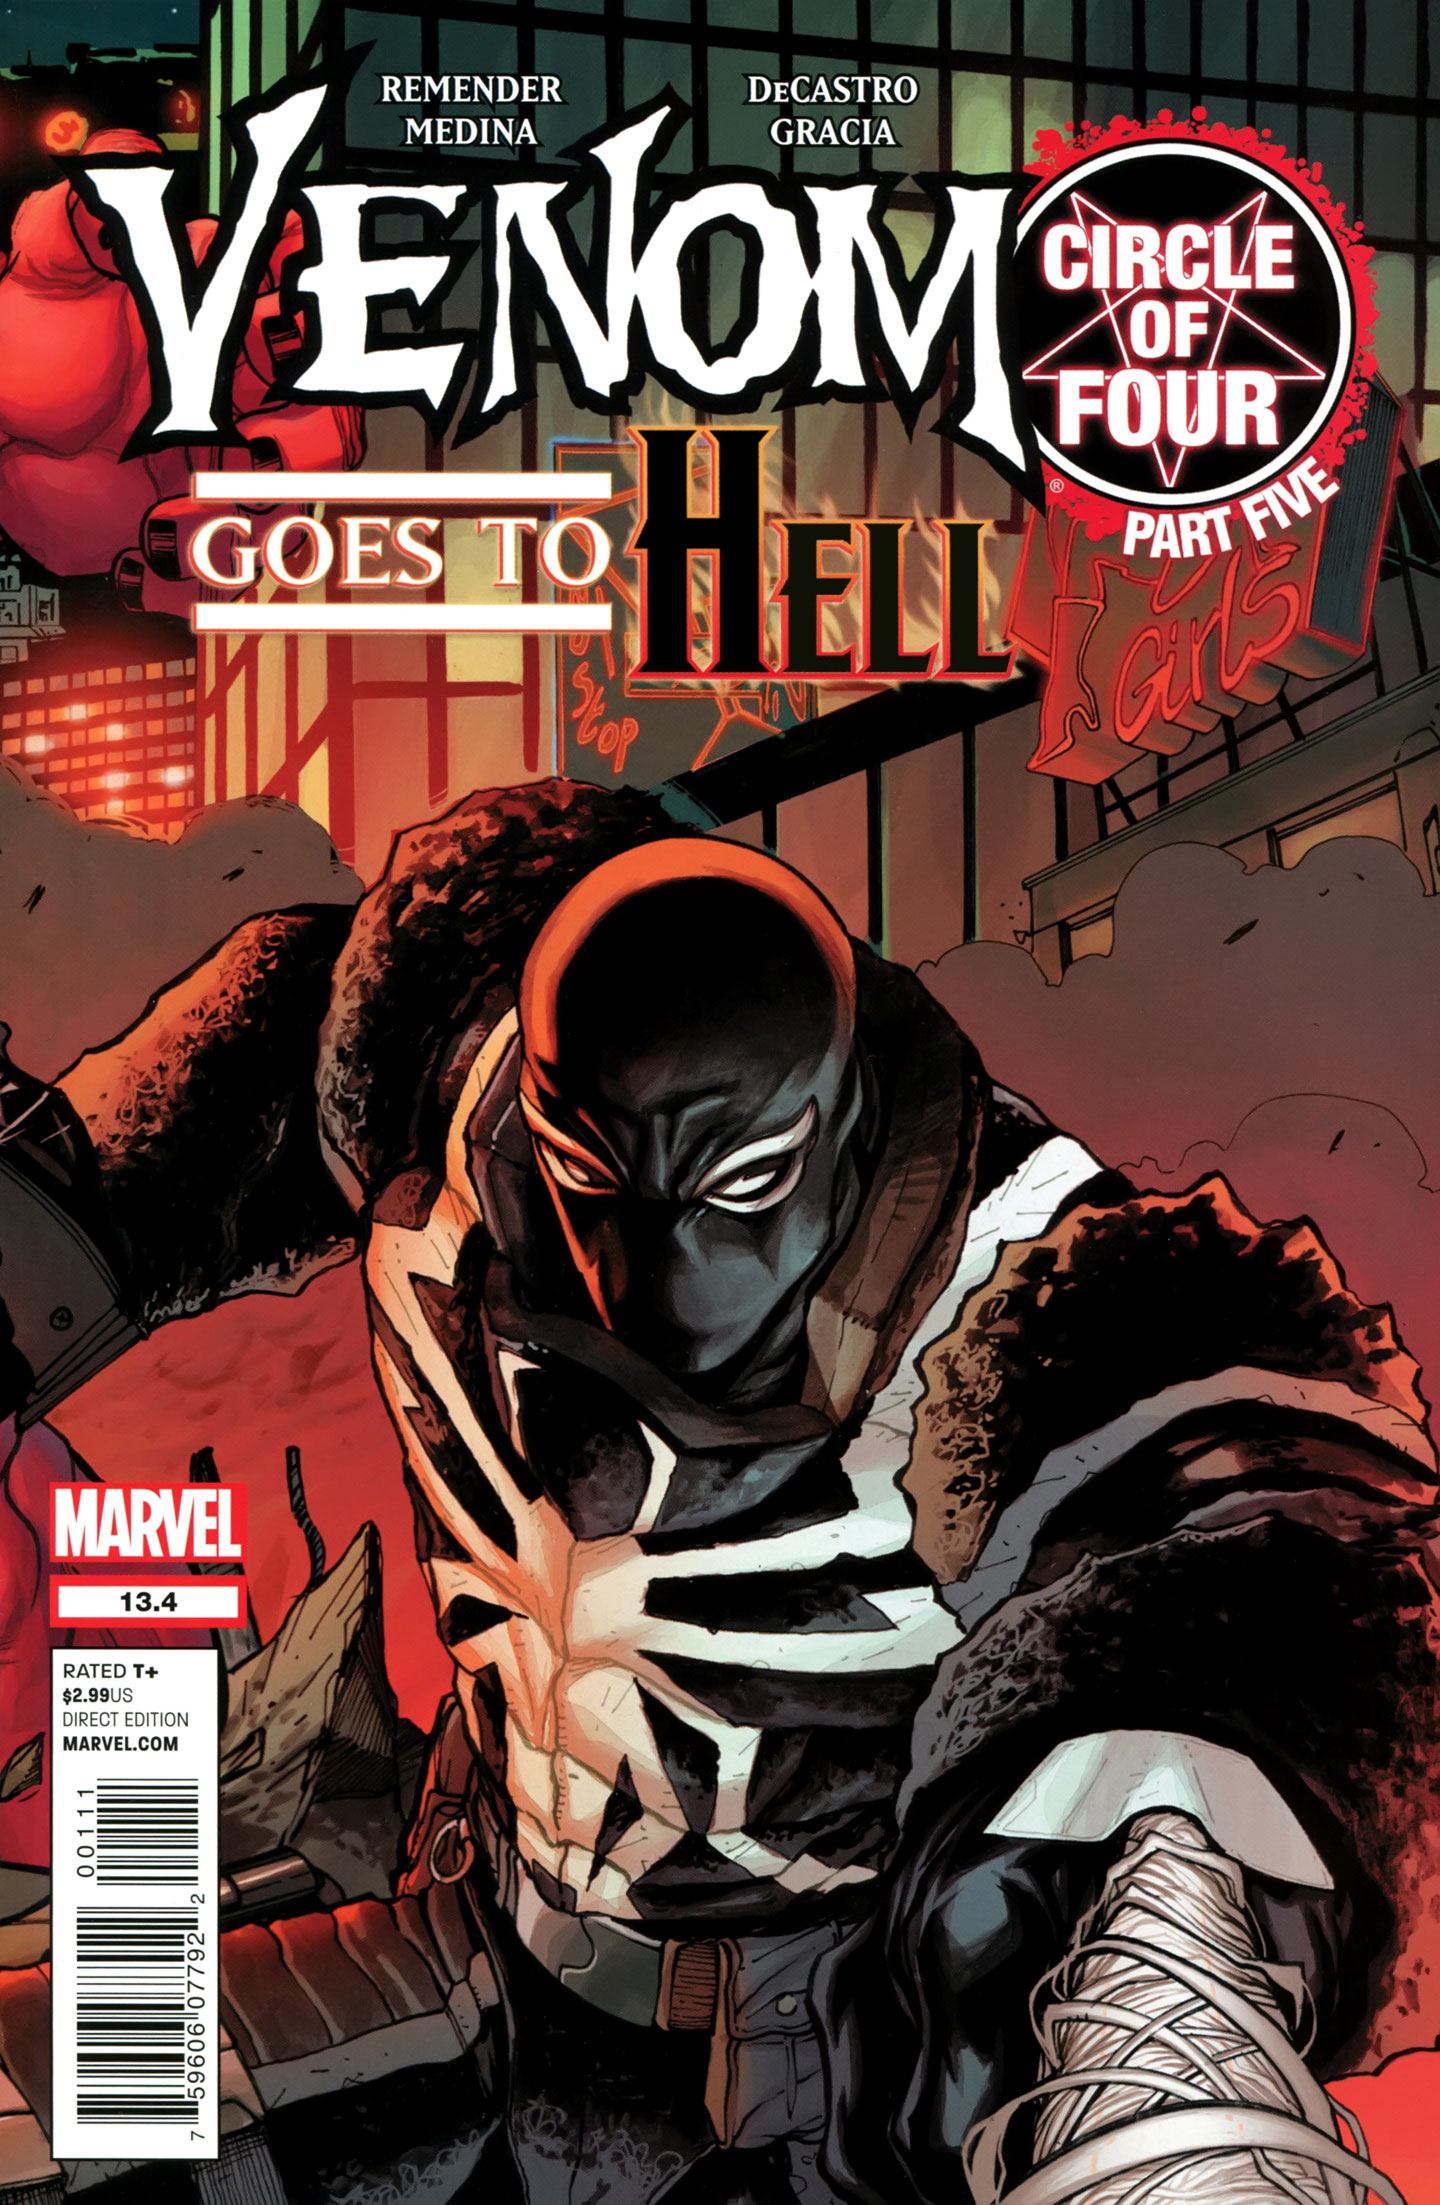 REMENDER
MEDINA
DeCASTRO
GRACIA
VENOM
®
CIRCLE
OF
FOUR
PART FIVE
GOES TO HELL
Stop
Girls
MARVEL
13.4
RATED T+
$2.99US
DIRECT EDITION
MARVEL.COM
00111
7 59606 07792 2